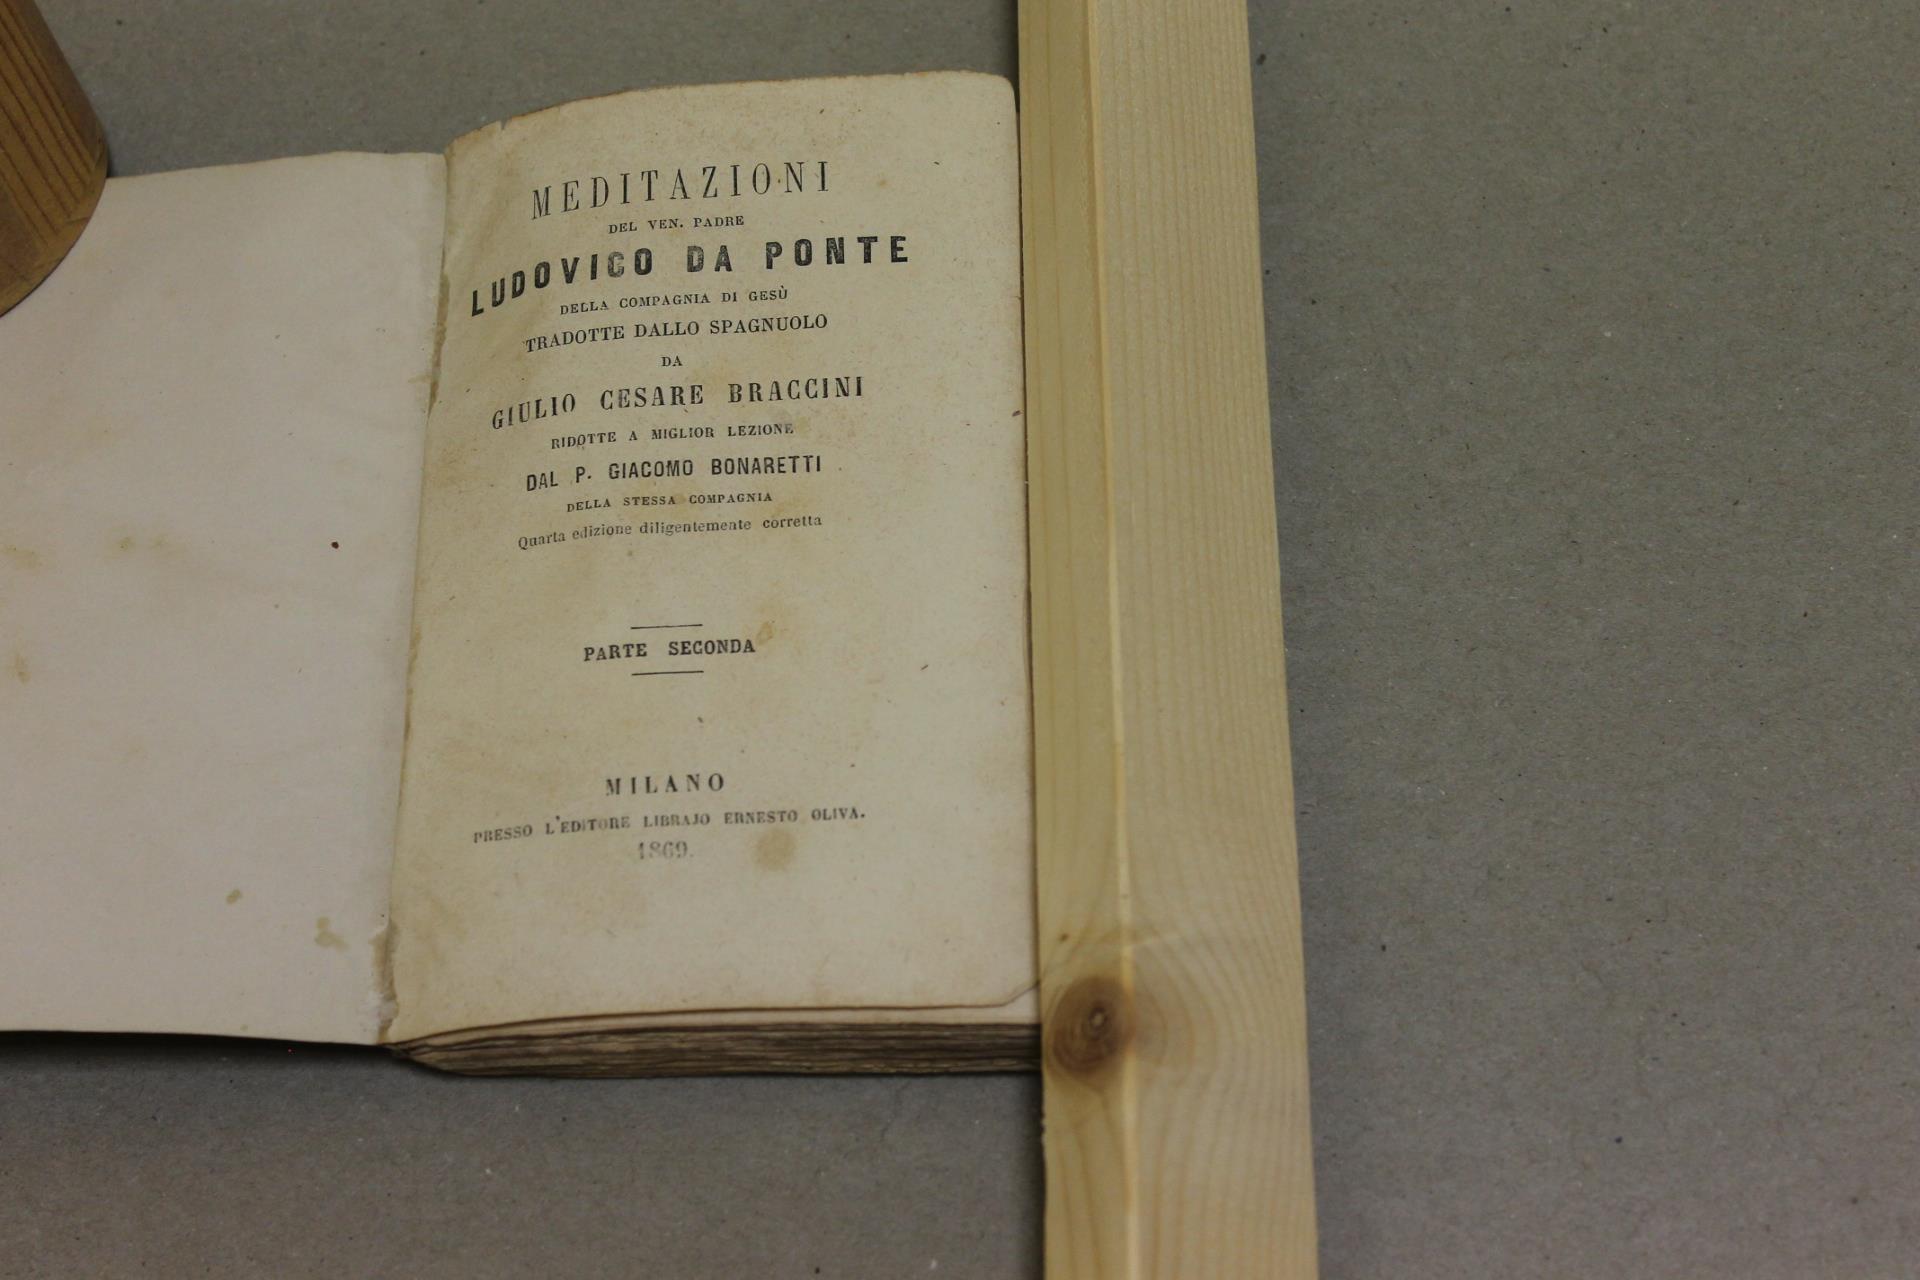 MEDITAZIONI
DEL VEN. PADRE
LUDOVICO DA PONTE
DELLA COMPAGNIA DI GESÙ
TRADOTTE DALLO SPAGNUOLO
DA
GIULIO CESARE BRACCINI
RIDOTTE A MIGLIOR LEZIONE
DAL P. GIACOMO BONARETTI
DELLA STESSA COMPAGNIA
Quarta edizione diligentemente corretta
PARTE SECONDA
MILANO
PRESSO L'EDITORE LIBRAJO ERNESTO OLIVA.
1869.